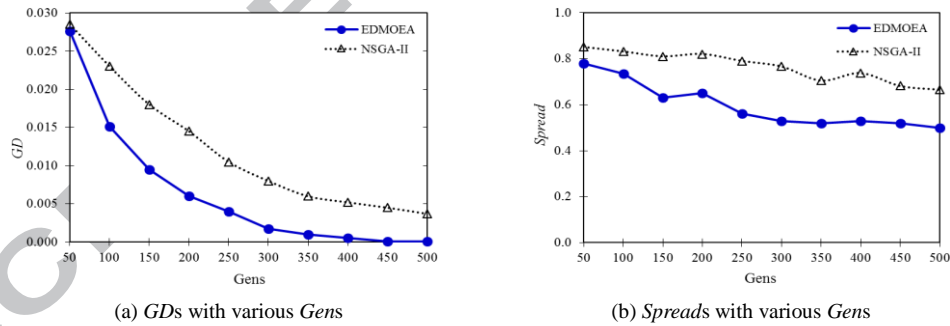 EDMOEA
NSGA-II
0.030
0.025
0.020
0.015
0.010
0.005
0.000
GD
50 100 150 200 250 300 350 400 450 500
Gens
(a) GDs with various Gens
EDMOEA
NSGA-II
1.0
0.8
0.6
0.4
0.2
0.0
Spread
50 100 150 200 250 300 350 400 450 500
Gens
(b) Spreads with various Gens